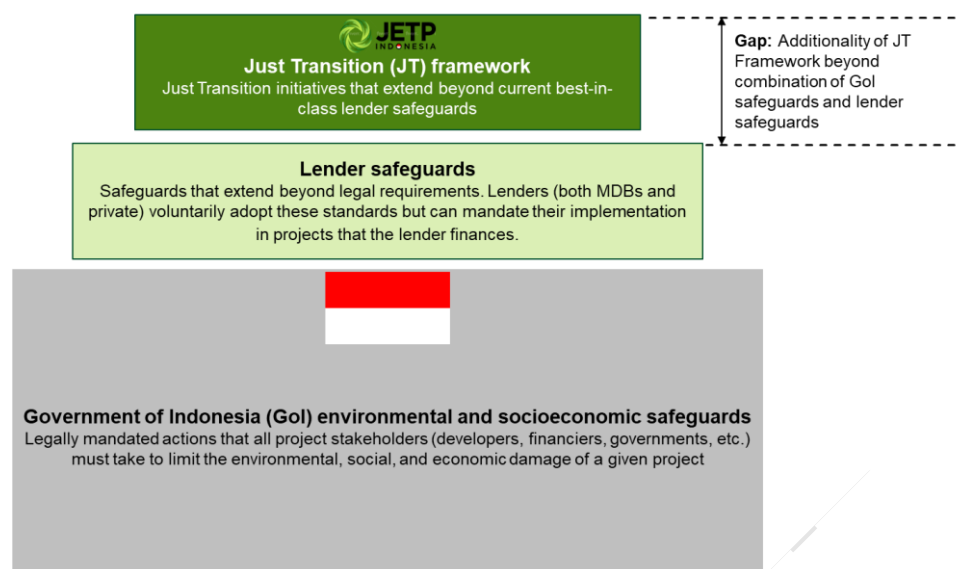 JETP
INDONESIA
Just Transition (JT) framework
Just Transition initiatives that extend beyond current best-in-
class lender safeguards
Gap: Additionality of JT
Framework beyond
combination of GoI
safeguards and lender
safeguards
Lender safeguards
Safeguards that extend beyond legal requirements. Lenders (both MDBs and
private) voluntarily adopt these standards but can mandate their implementation
in projects that the lender finances.
Government of Indonesia (GoI) environmental and socioeconomic safeguards
Legally mandated actions that all project stakeholders (developers, financiers, governments, etc.)
must take to limit the environmental, social, and economic damage of a given project